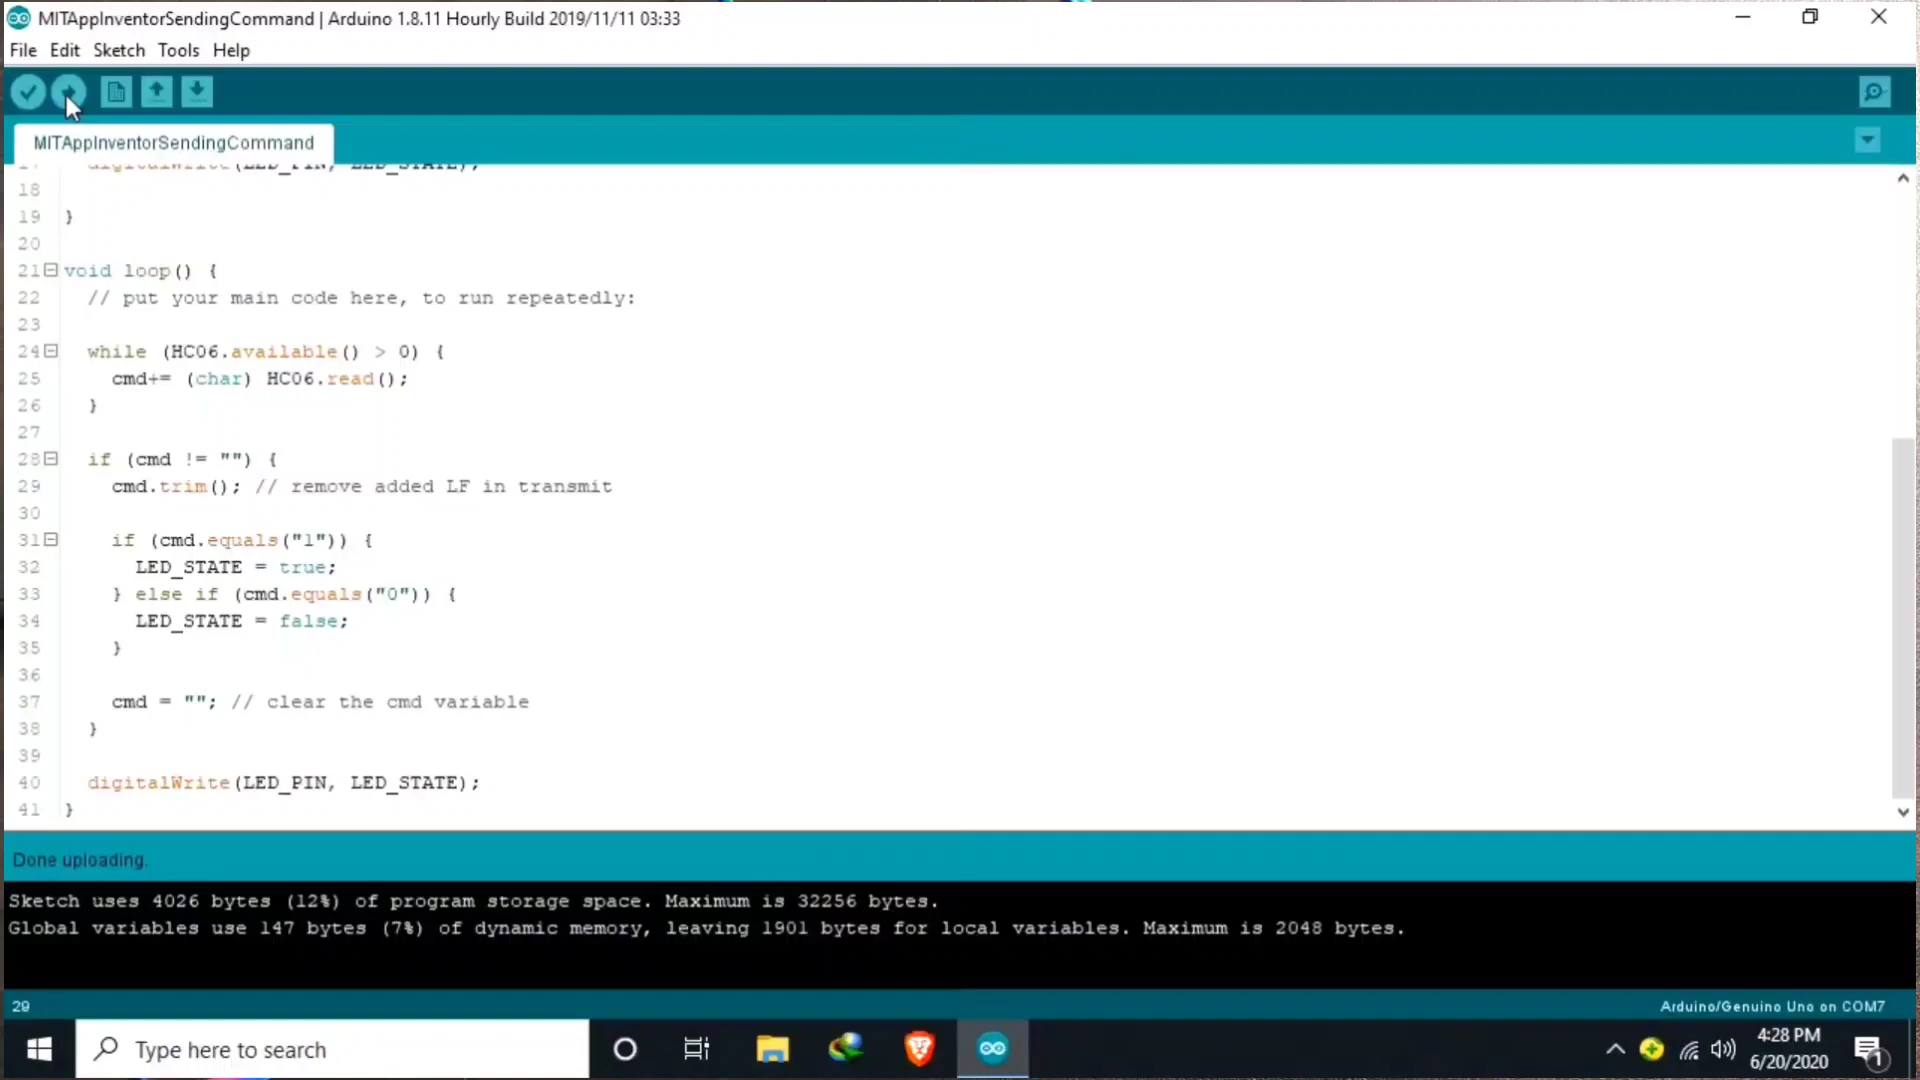 MITAppInventorSendingCommand | Arduino 1.8.11 Hourly Build 2019/11/11 03:33
File Edit Sketch Tools Help
MITAppInventorSendingCommand
17 digitalWrite(LED_PIN, LED_STATE);
18
19 }
20
21 void loop() {
22 // put your main code here, to run repeatedly:
23
24 while (HC06.available() > 0) {
25 cmd+= (char) HC06.read();
26 }
27
28 if (cmd != "") {
29 cmd.trim(); // remove added LF in transmit
30
31 if (cmd.equals("1")) {
32 LED_STATE = true;
33 } else if (cmd.equals("0")) {
34 LED_STATE = false;
35 }
36
37 cmd = ""; // clear the cmd variable
38 }
39
40 digitalWrite(LED_PIN, LED_STATE);
41 }
Done uploading.
Sketch uses 4026 bytes (12%) of program storage space. Maximum is 32256 bytes.
Global variables use 147 bytes (7%) of dynamic memory, leaving 1901 bytes for local variables. Maximum is 2048 bytes.
29 Arduino/Genuino Uno on COM7
Type here to search
4:28 PM
6/20/2020
1